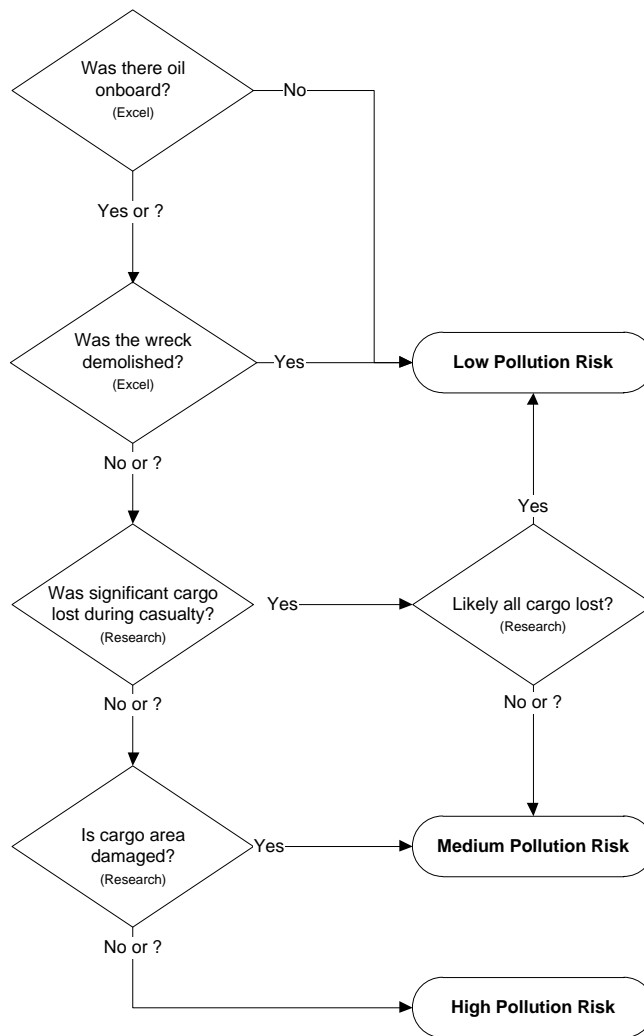 Was there oil
onboard?
(Excel)
No
Yes or ?
Was the wreck
demolished?
(Excel)
Yes
Low Pollution Risk
No or ?
Yes
Was significant cargo
lost during casualty?
(Research)
Yes
Likely all cargo lost?
(Research)
No or ?
No or ?
Is cargo area
damaged?
(Research)
Yes
Medium Pollution Risk
No or ?
High Pollution Risk